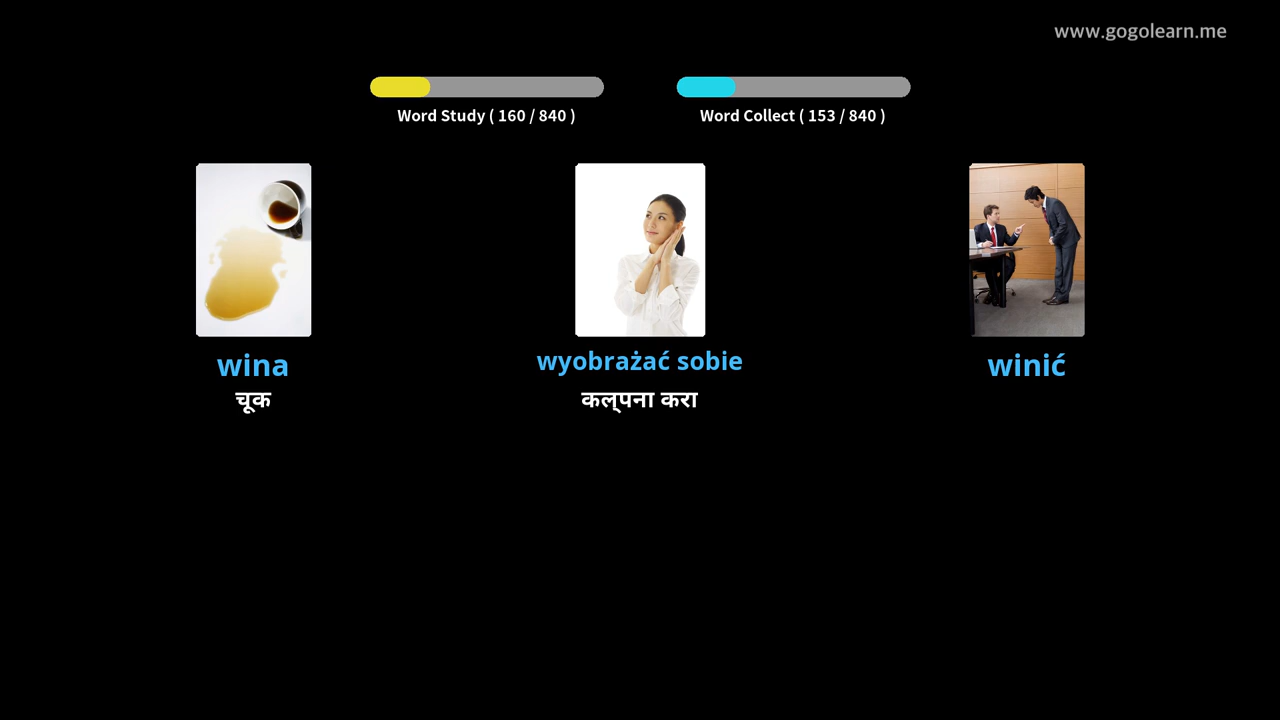 www.gogolearn.me
Word Study ( 160 / 840 )
Word Collect ( 153 / 840 )
wina
wyobrażać sobie
winić
चूक
कल्पना करा